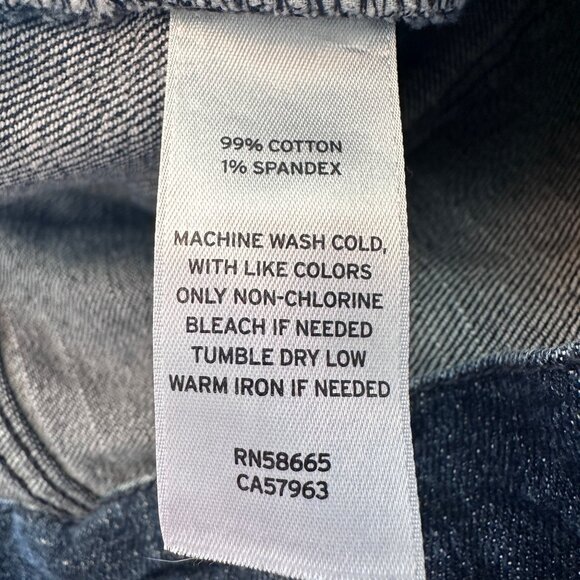 99% COTTON
1% SPANDEX
MACHINE WASH COLD,
WITH LIKE COLORS
ONLY NON-CHLORINE
BLEACH IF NEEDED
TUMBLE DRY LOW
WARM IRON IF NEEDED
RN58665
CA57963